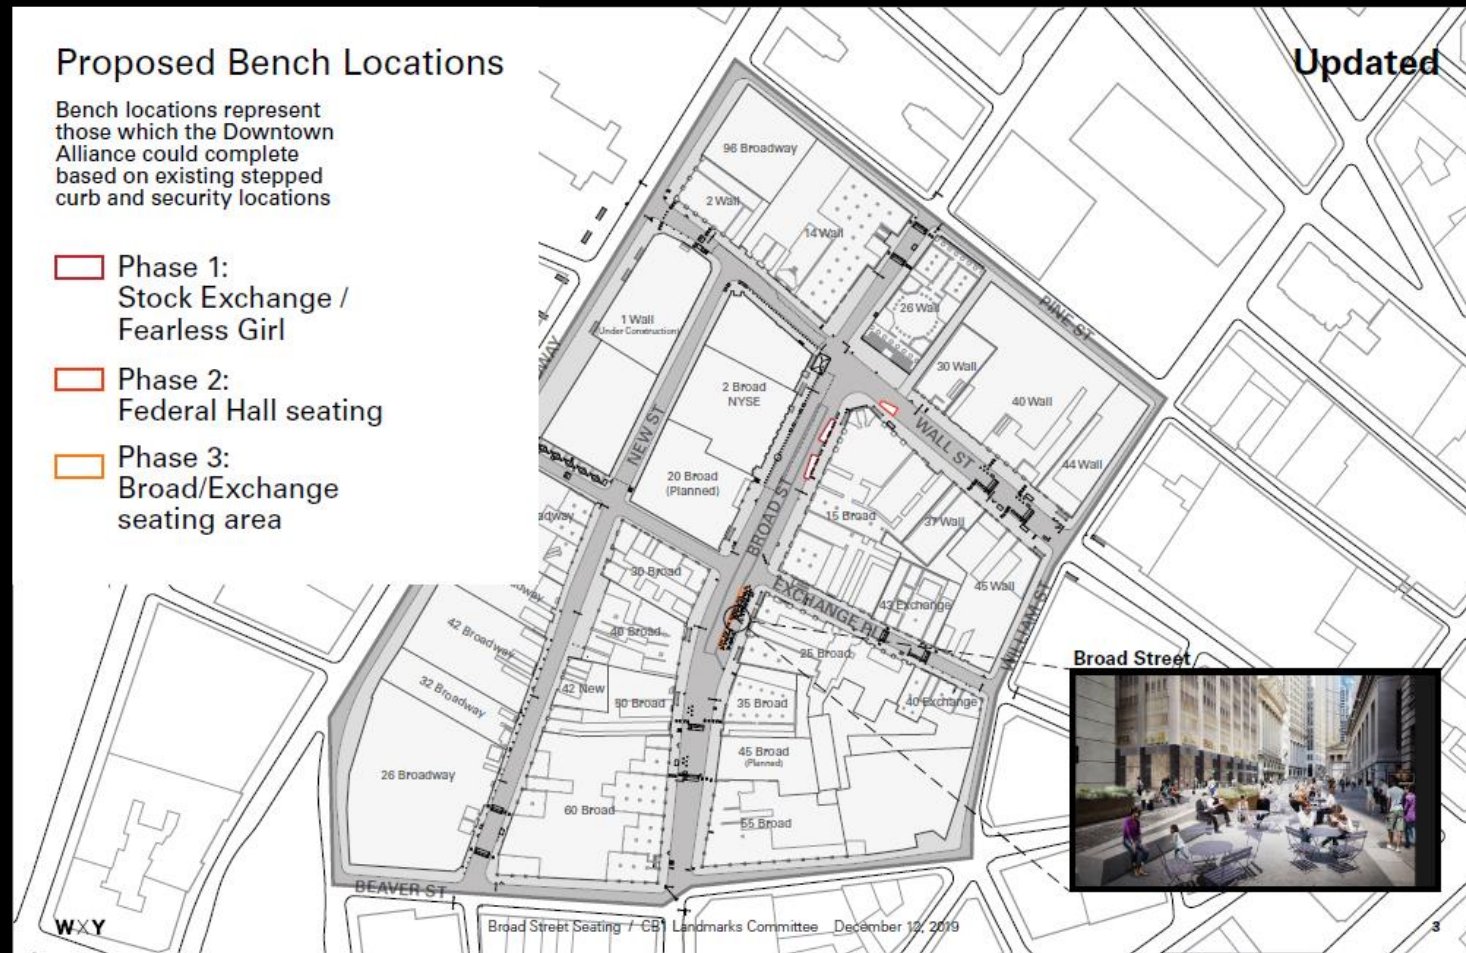 Proposed Bench Locations
Updated
Bench locations represent
those which the Downtown
Alliance could complete
based on existing stepped
curb and security locations
Phase 1:
Stock Exchange /
Fearless Girl
Phase 2:
Federal Hall seating
Phase 3:
Broad/Exchange
seating area
96 Broadway
2 Wall
14 Wall
1 Wall
(Under Construction)
26 Wall
PINE ST
30 Wall
40 Wall
44 Wall
WAY
2 Broad
NYSE
NEW ST
20 Broad
(Planned)
WALL ST
BROAD ST
15 Broad
37 Wall
45 Wall
adway
30 Broad
EXCHANGE PL
43 Exchange
WILLIAM ST
dway
42 Broadway
40 Broad
25 Broad
32 Broadway
42 New
50 Broad
35 Broad
40 Exchange
Broad Street
26 Broadway
45 Broad
(Planned)
60 Broad
55 Broad
BEAVER ST
WXY
Broad Street Seating / CB1 Landmarks Committee December 12, 2019
3